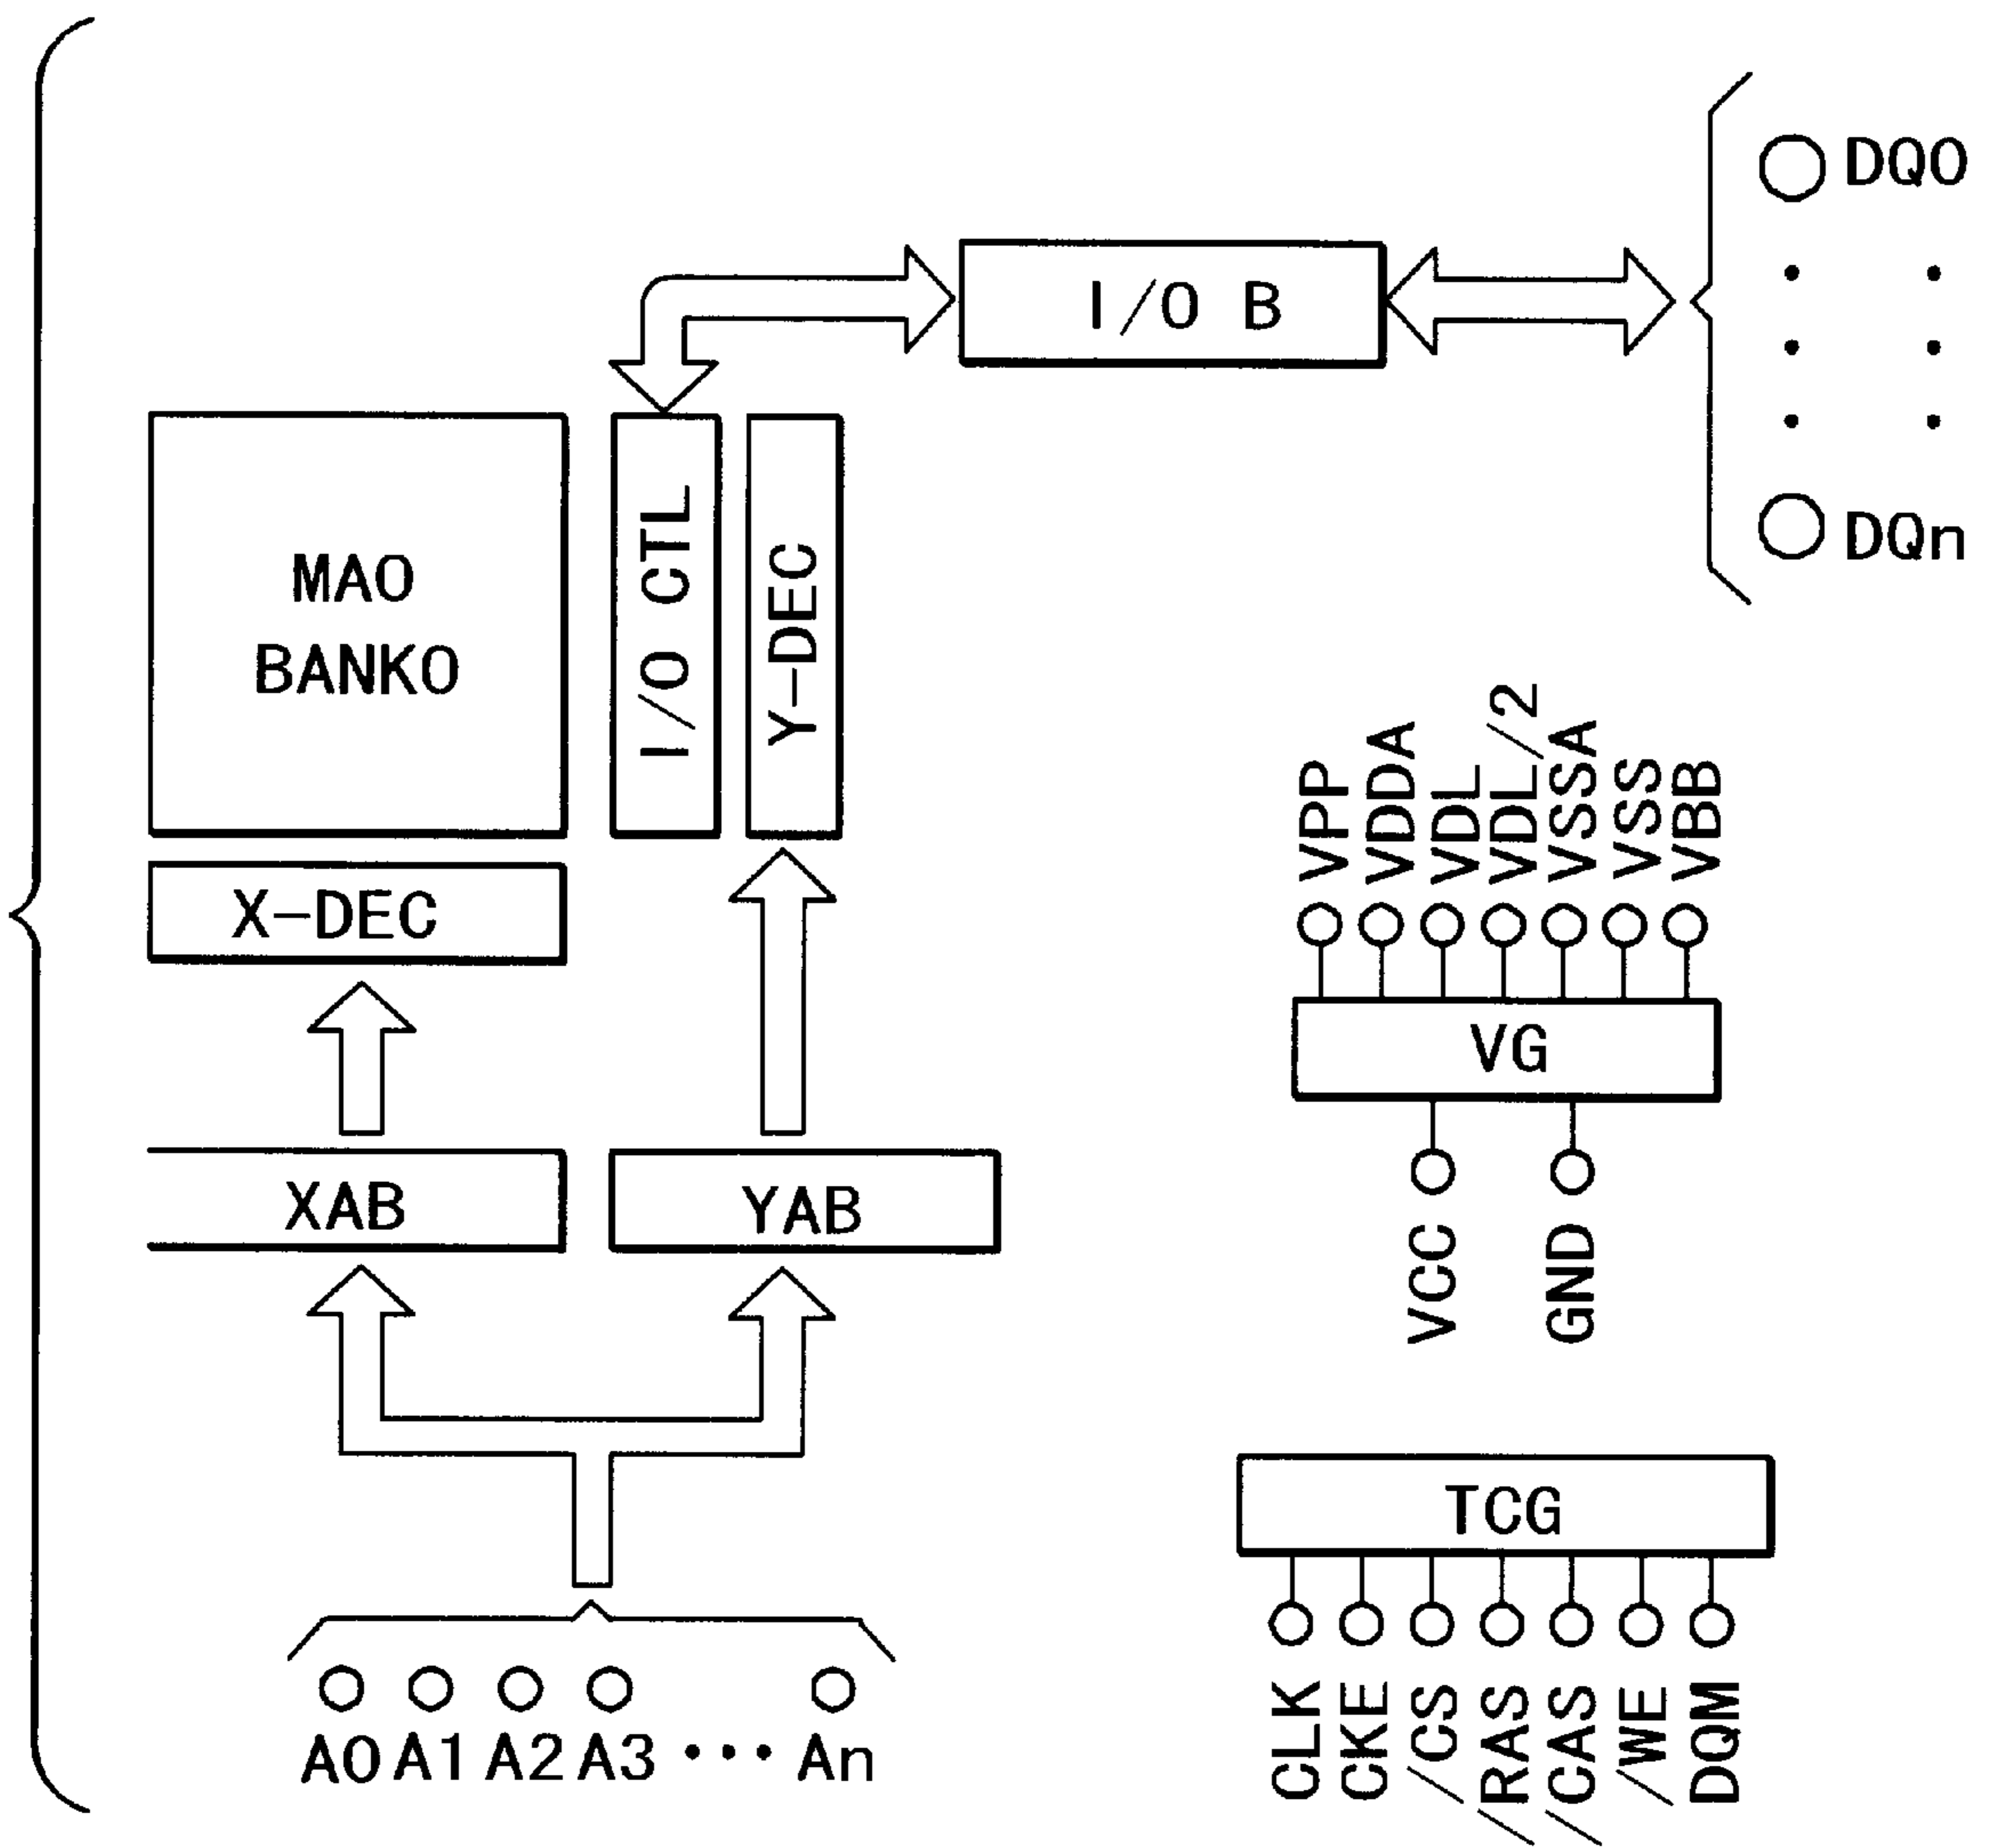 DQ0
I/O B
DQn
MA0
BANK0
I/O CTL
Y-DEC
X-DEC
VPP
VDDA
VDL
VDL/2
VSSA
VSS
VBB
VG
XAB
YAB
VCC
GND
TCG
A0 A1 A2 A3 ••• An
CLK
CKE
/CS
/RAS
/CAS
/WE
DQM